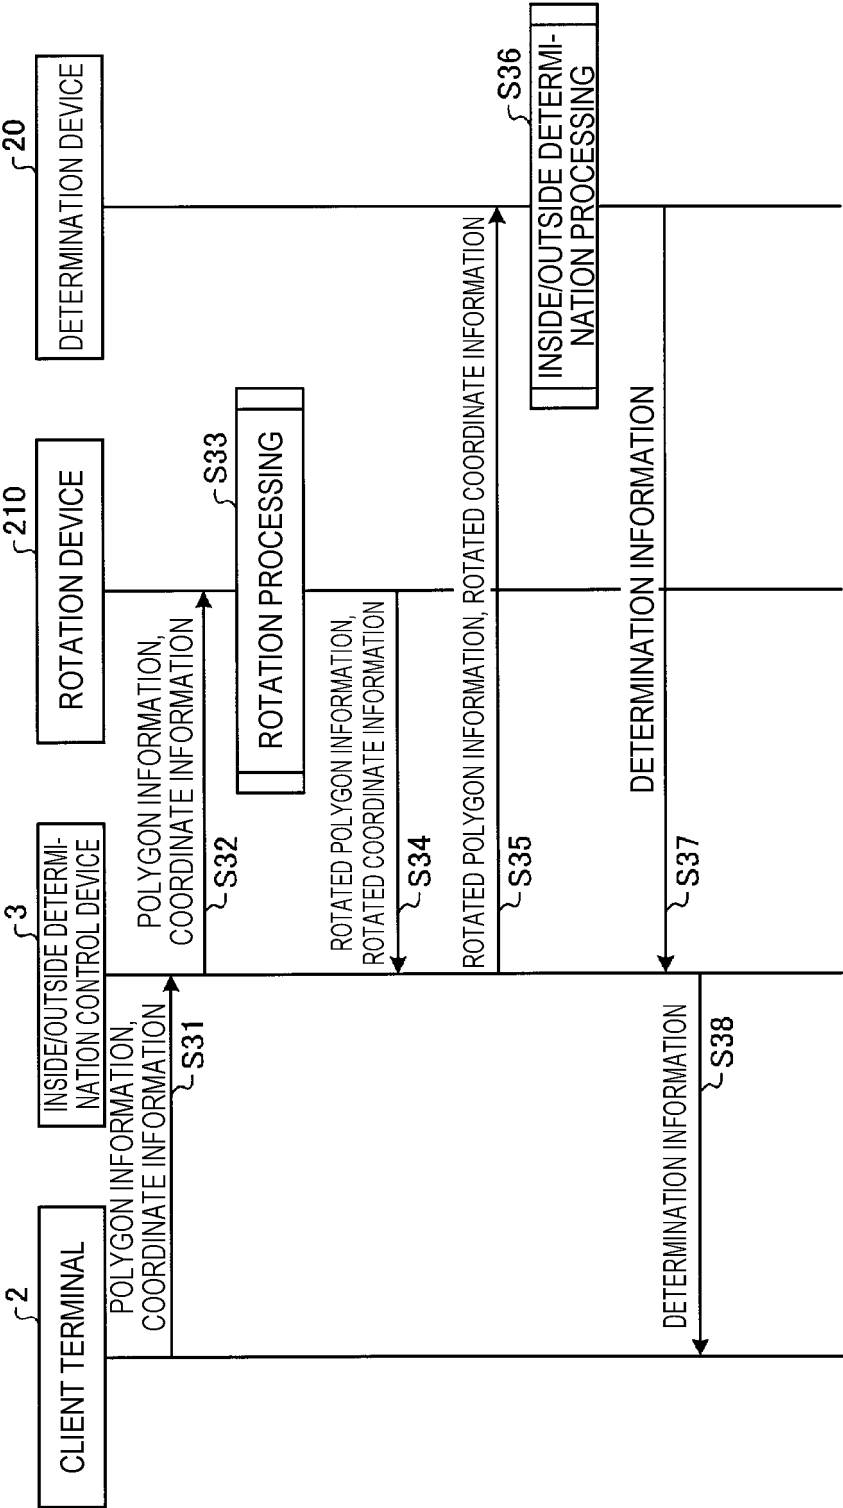 2
CLIENT TERMINAL
3
INSIDE/OUTSIDE DETERMI-
NATION CONTROL DEVICE
210
ROTATION DEVICE
20
DETERMINATION DEVICE
POLYGON INFORMATION,
COORDINATE INFORMATION
S31
POLYGON INFORMATION,
COORDINATE INFORMATION
S32
S33
ROTATION PROCESSING
ROTATED POLYGON INFORMATION,
ROTATED COORDINATE INFORMATION
S34
ROTATED POLYGON INFORMATION, ROTATED COORDINATE INFORMATION
S35
S36
INSIDE/OUTSIDE DETERMI-
NATION PROCESSING
DETERMINATION INFORMATION
S37
DETERMINATION INFORMATION
S38